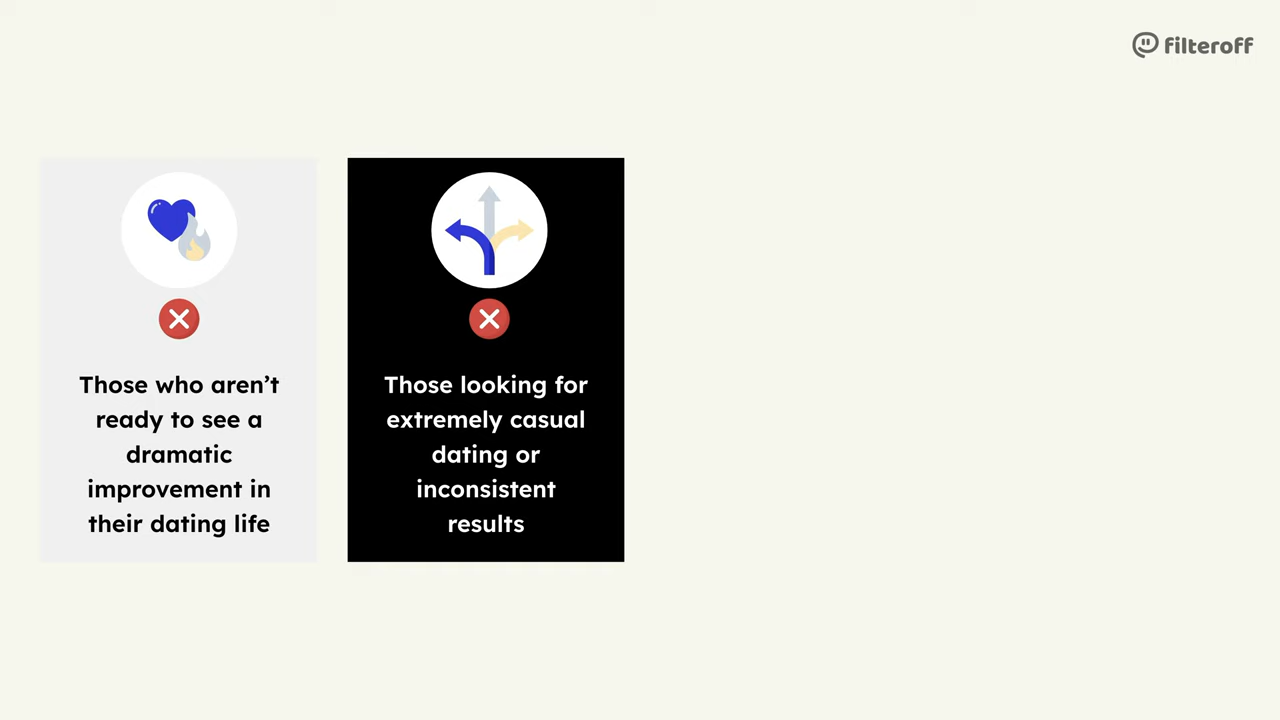 filteroff
Those who aren’t
ready to see a
dramatic
improvement in
their dating life
Those looking for
extremely casual
dating or
inconsistent
results